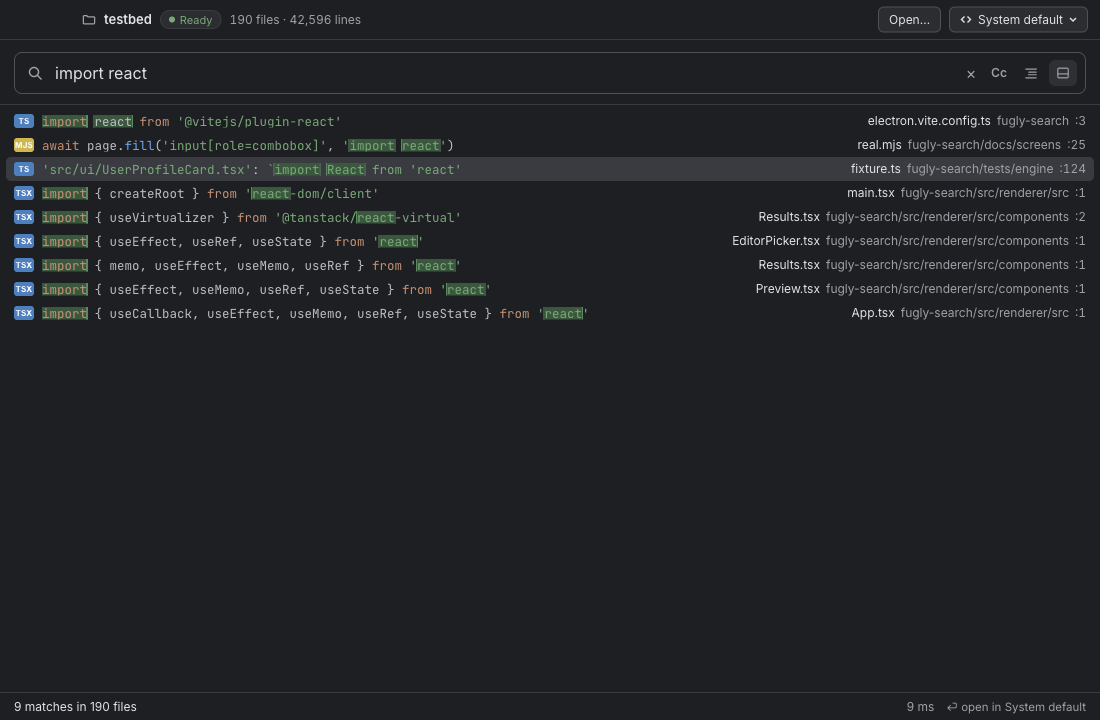 testbed Ready 190 files · 42,596 lines Open... System default
import react × Cc
TS import react from '@vitejs/plugin-react' electron.vite.config.ts fugly-search :3
MJS await page.fill('input[role=combobox]', 'import react') real.mjs fugly-search/docs/screens :25
TS 'src/ui/UserProfileCard.tsx': `import React from 'react' fixture.ts fugly-search/tests/engine :124
TSX import { createRoot } from 'react-dom/client' main.tsx fugly-search/src/renderer/src :1
TSX import { useVirtualizer } from '@tanstack/react-virtual' Results.tsx fugly-search/src/renderer/src/components :2
TSX import { useEffect, useRef, useState } from 'react' EditorPicker.tsx fugly-search/src/renderer/src/components :1
TSX import { memo, useEffect, useMemo, useRef } from 'react' Results.tsx fugly-search/src/renderer/src/components :1
TSX import { useEffect, useMemo, useRef, useState } from 'react' Preview.tsx fugly-search/src/renderer/src/components :1
TSX import { useCallback, useEffect, useMemo, useRef, useState } from 'react' App.tsx fugly-search/src/renderer/src :1
9 matches in 190 files 9 ms open in System default